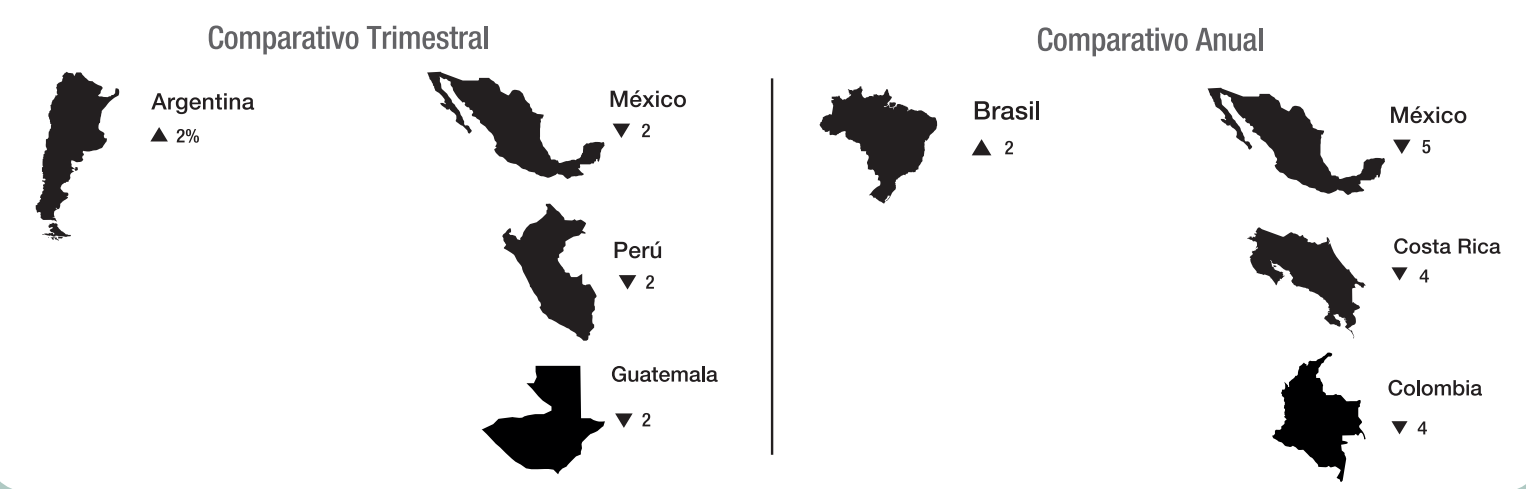 Comparativo Trimestral
Argentina
▲ 2%
México
▼ 2
Perú
▼ 2
Guatemala
▼ 2
Comparativo Anual
Brasil
▲ 2
México
▼ 5
Costa Rica
▼ 4
Colombia
▼ 4